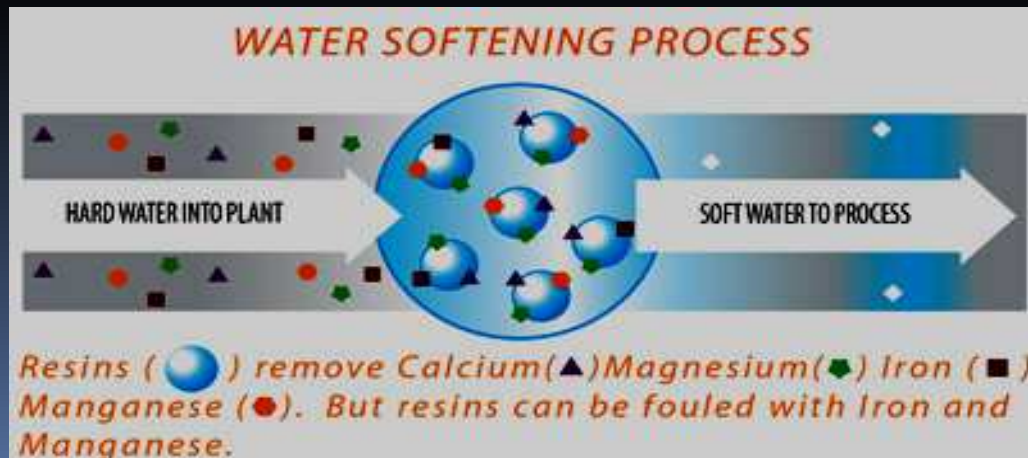 WATER SOFTENING PROCESS
HARD WATER INTO PLANT
SOFT WATER TO PROCESS
Resins ( ) remove Calcium( )Magnesium( ) Iron ( )
Manganese ( ). But resins can be fouled with Iron and
Manganese.